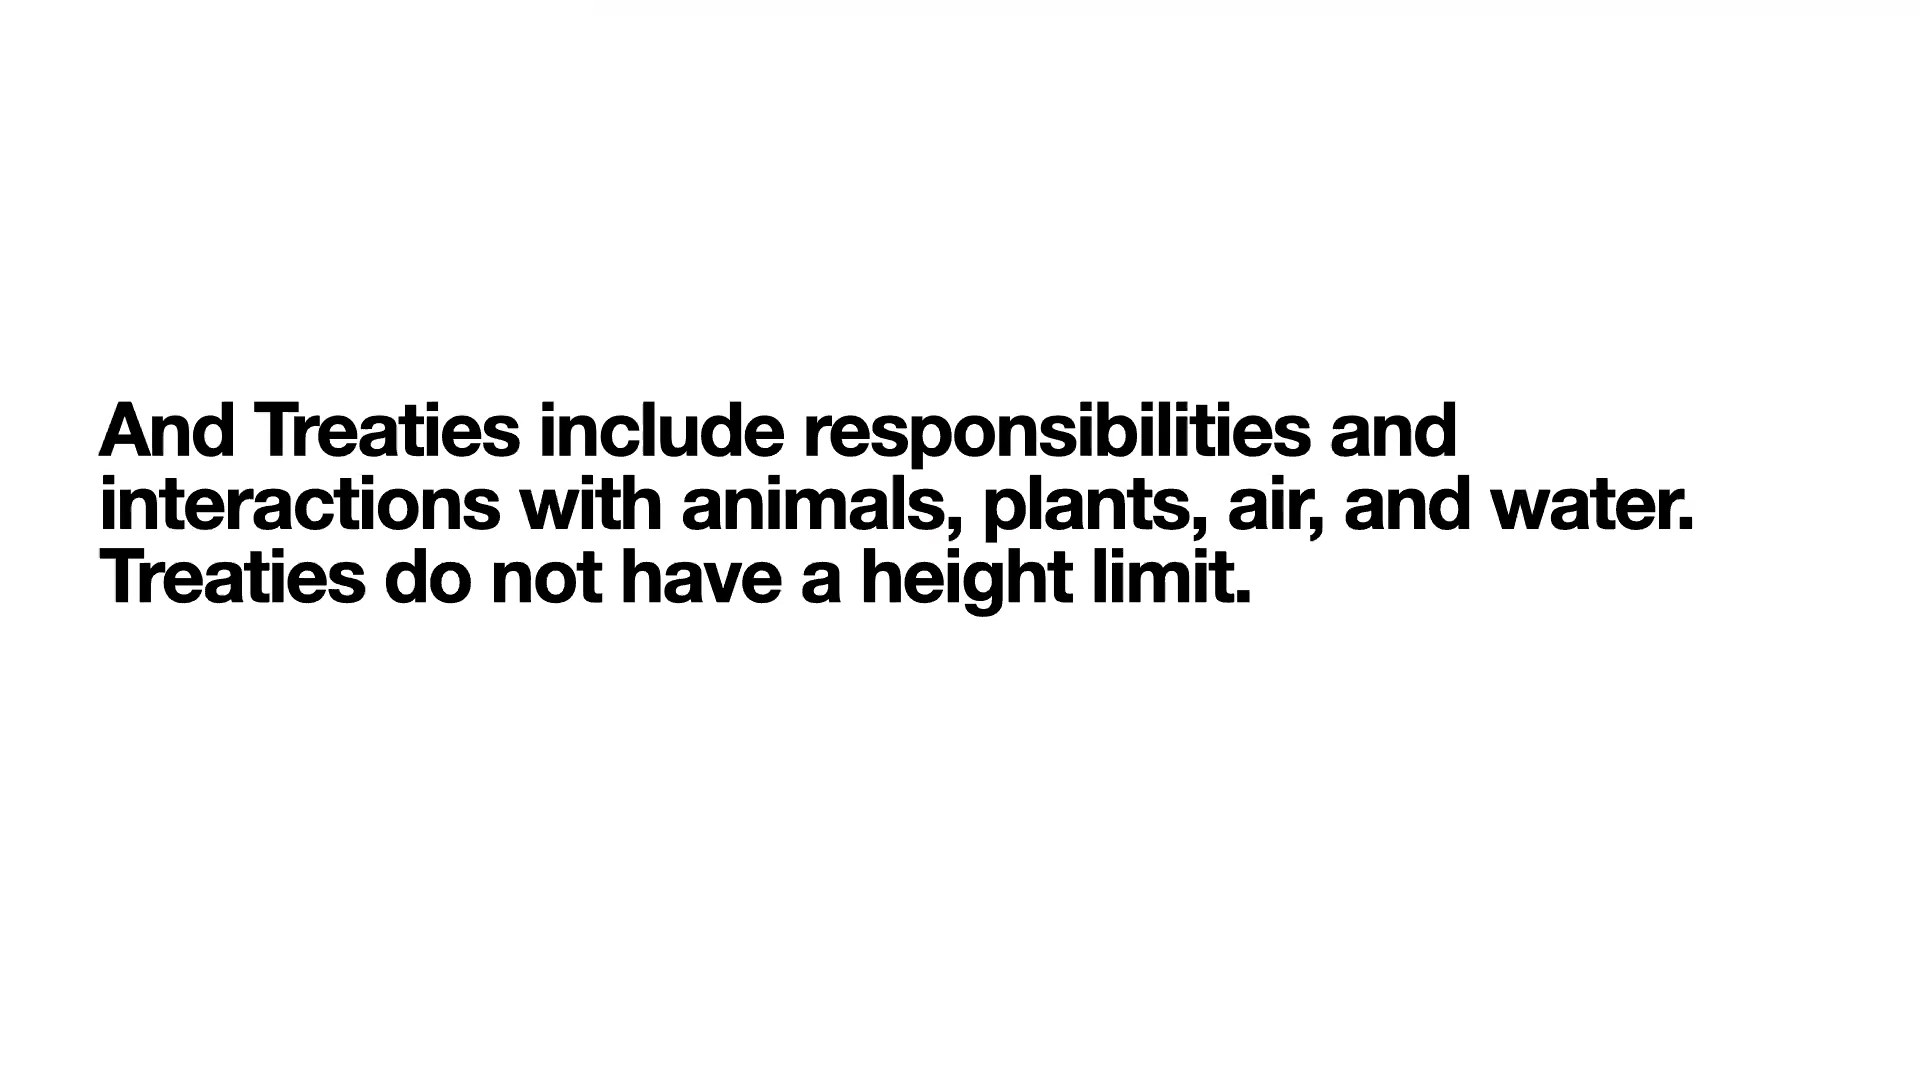 And Treaties include responsibilities and
interactions with animals, plants, air, and water.
Treaties do not have a height limit.